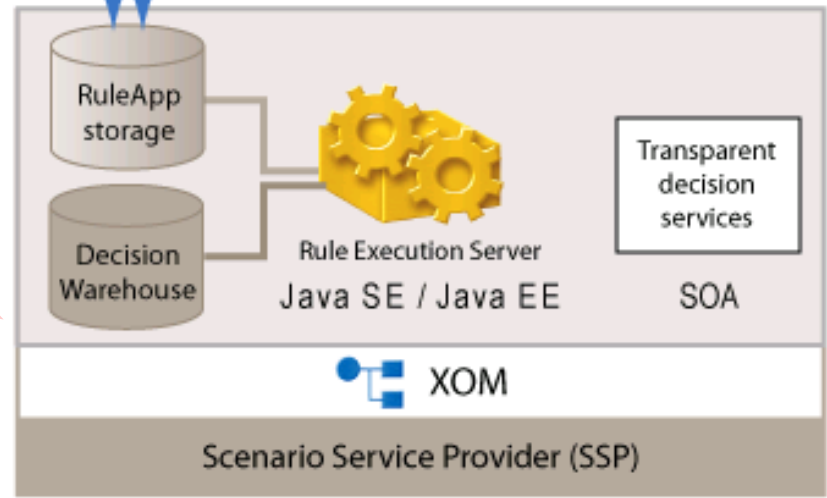 RuleApp
storage
Decision
Warehouse
Rule Execution Server
Java SE / Java EE
Transparent
decision
services
SOA
XOM
Scenario Service Provider (SSP)